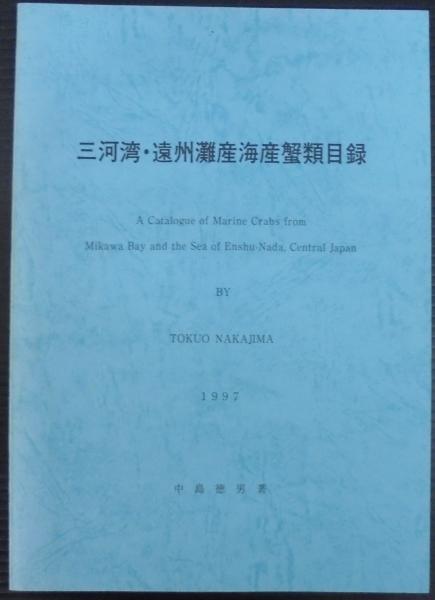 三河湾・遠州灘産海産蟹類目録
A Catalogue of Marine Crabs from
Mikawa Bay and the Sea of Enshu-Nada, Central Japan
BY
TOKUO NAKAJIMA
1997
中島徳男著